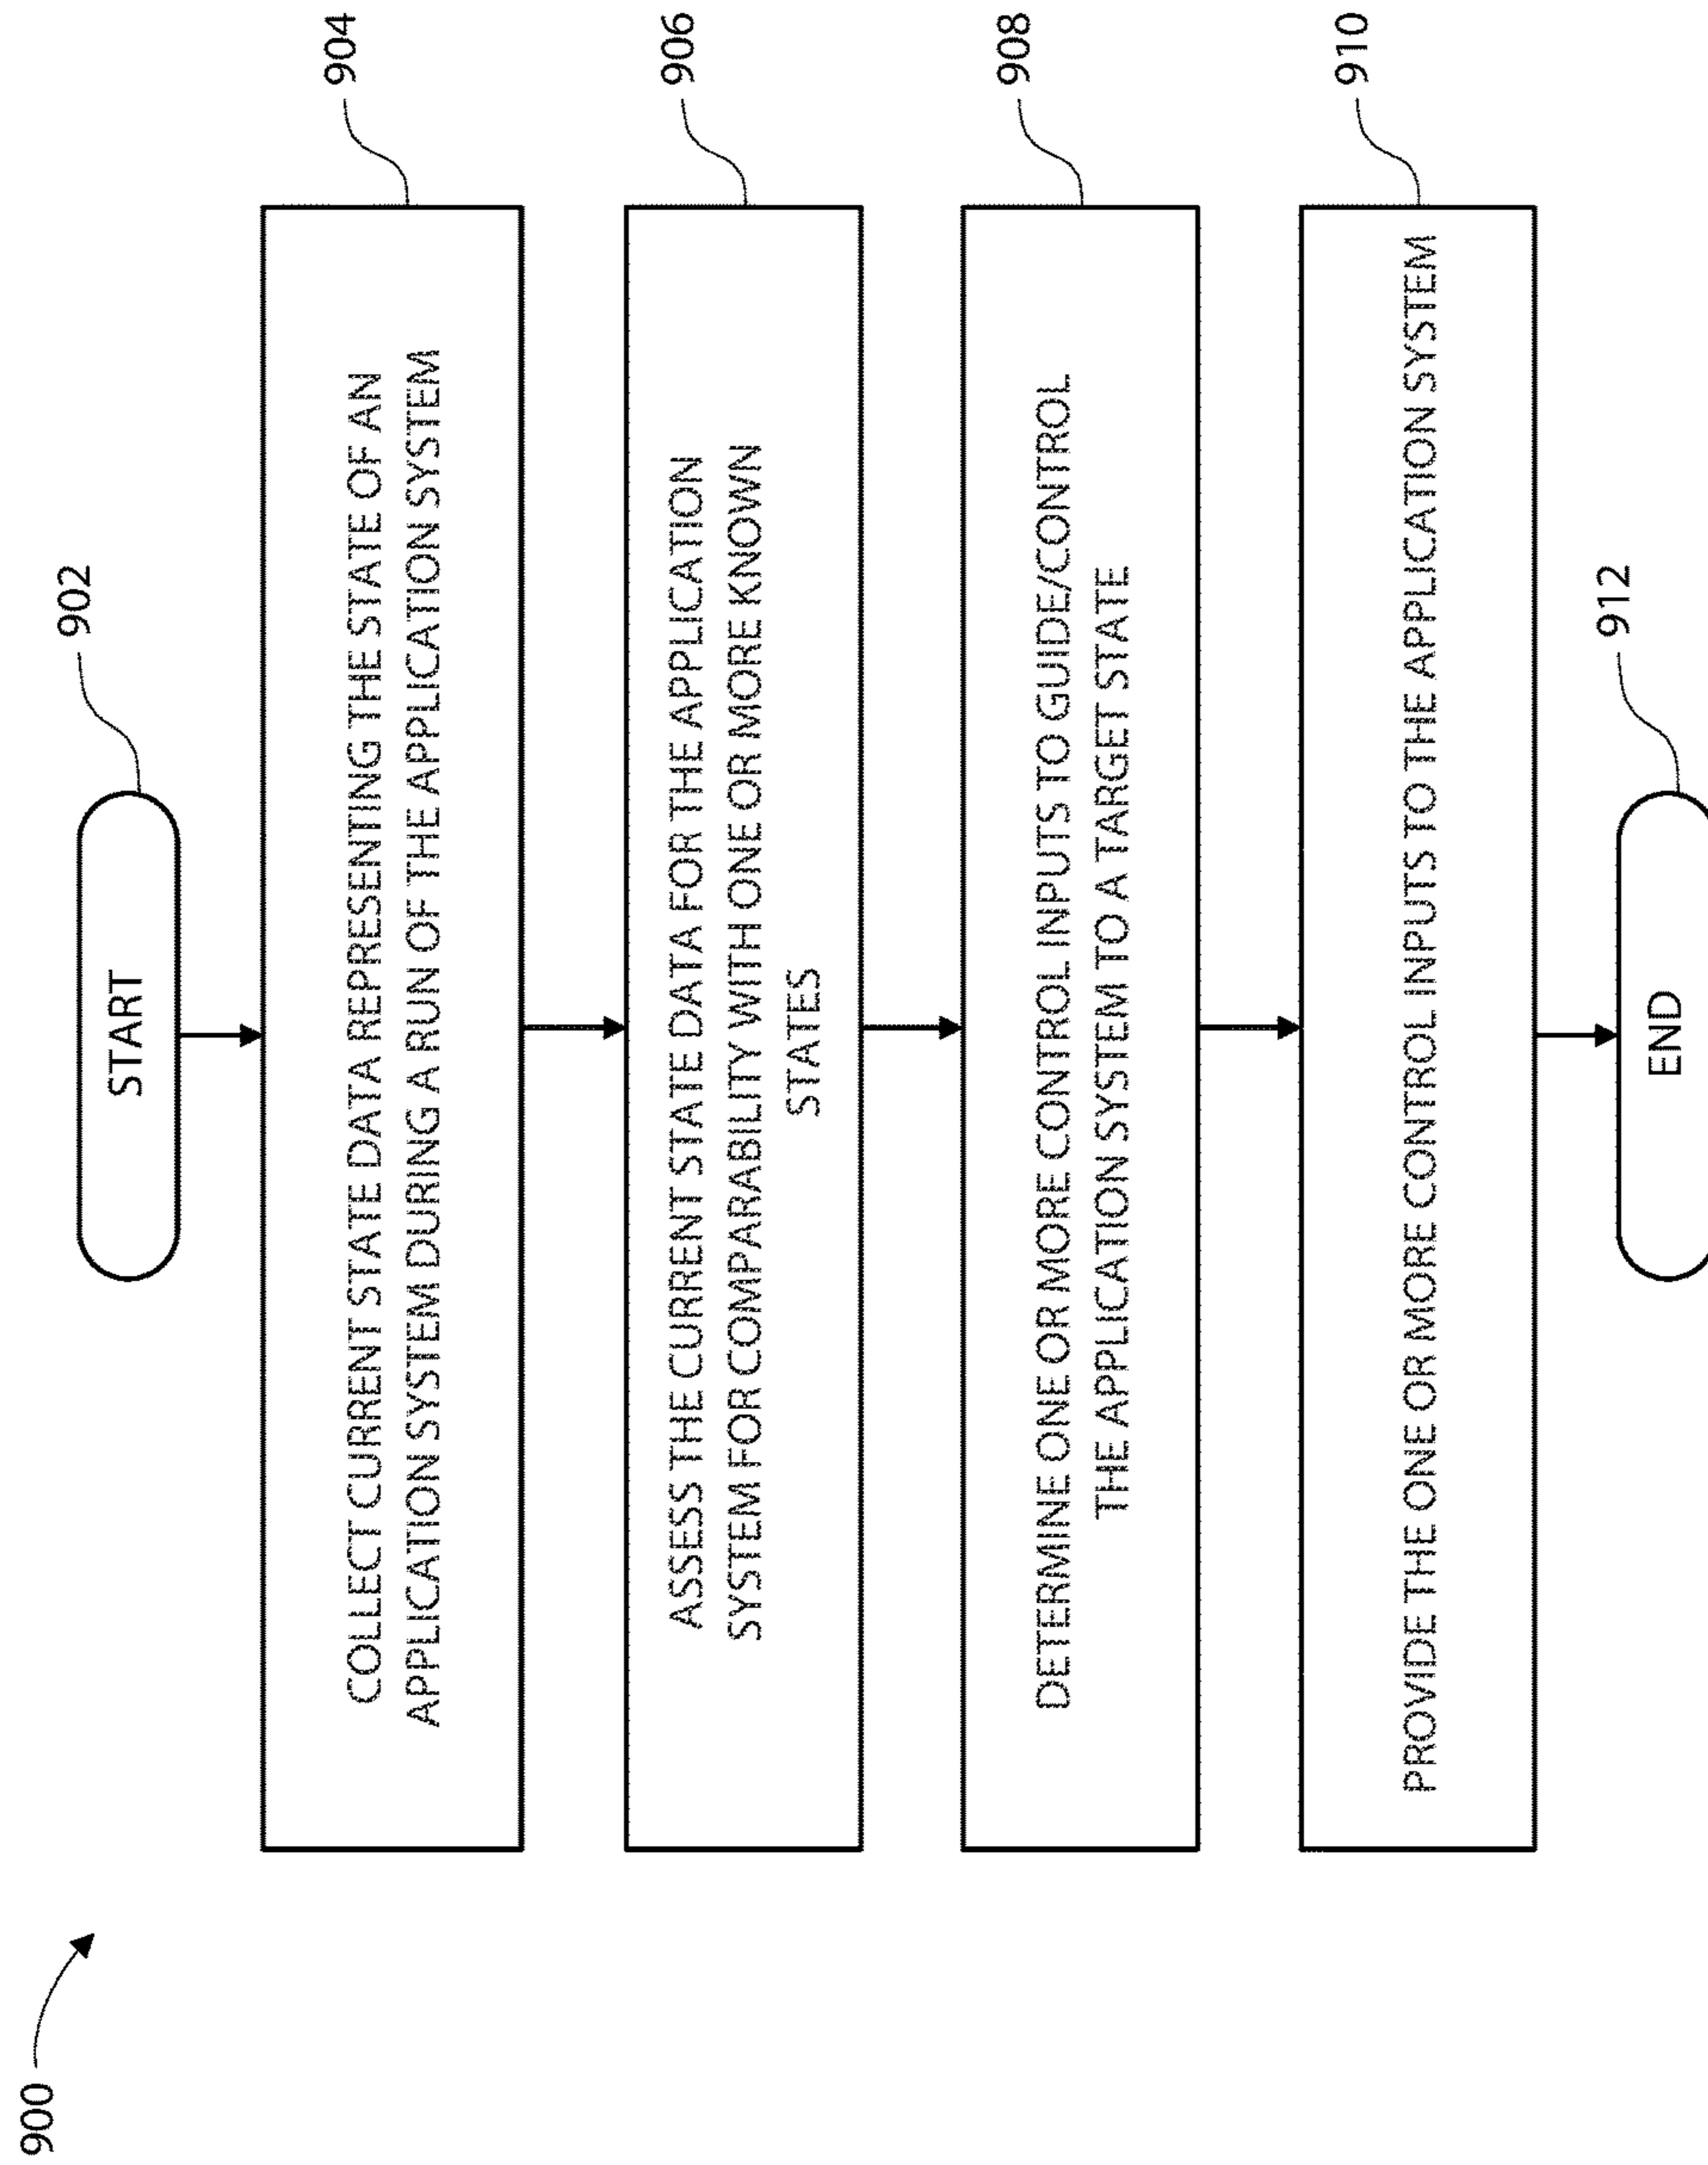 900
START
902
COLLECT CURRENT STATE DATA REPRESENTING THE STATE OF AN
APPLICATION SYSTEM DURING A RUN OF THE APPLICATION SYSTEM
904
ASSESS THE CURRENT STATE DATA FOR THE APPLICATION
SYSTEM FOR COMPARABILITY WITH ONE OR MORE KNOWN
STATES
906
DETERMINE ONE OR MORE CONTROL INPUTS TO GUIDE/CONTROL
THE APPLICATION SYSTEM TO A TARGET STATE
908
PROVIDE THE ONE OR MORE CONTROL INPUTS TO THE APPLICATION SYSTEM
910
END
912